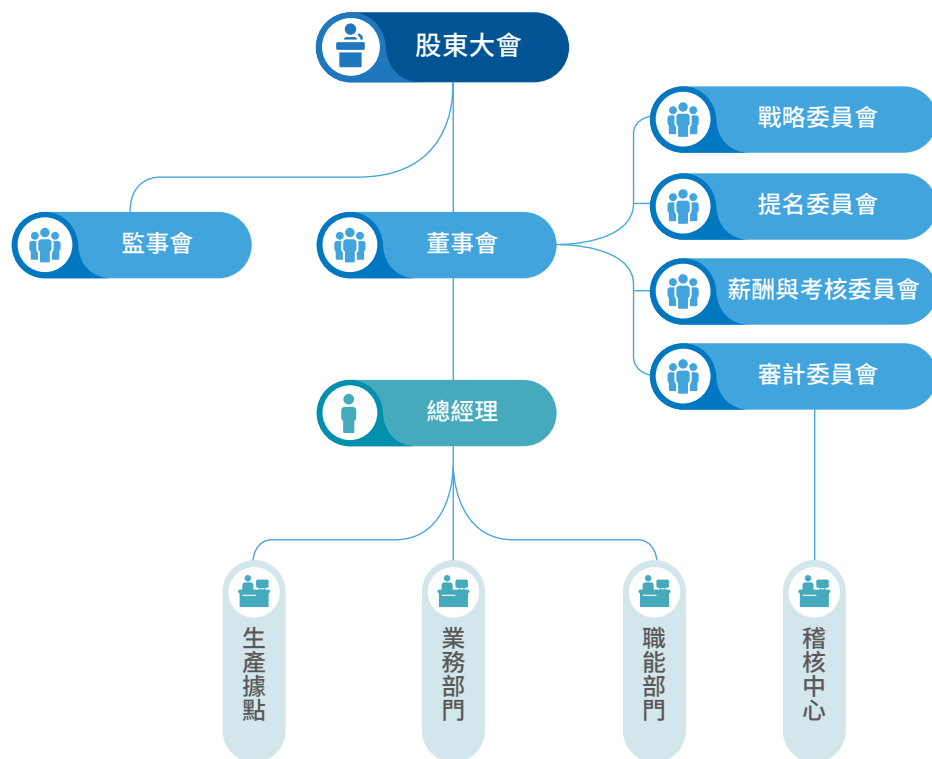 股東大會
戰略委員會
提名委員會
監事會
董事會
薪酬與考核委員會
審計委員會
總經理
生產據點
業務部門
職能部門
稽核中心